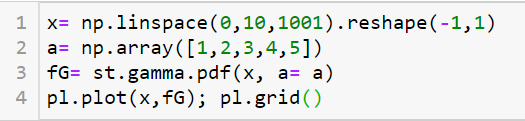 1 x= np.linspace(0,10,1001).reshape(-1,1)
2 a= np.array([1,2,3,4,5])
3 fG= st.gamma.pdf(x, a= a)
4 pl.plot(x,fG); pl.grid()